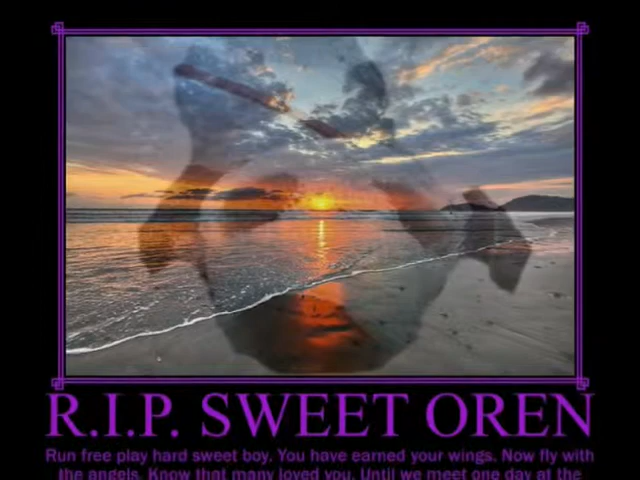 R.I.P. SWEET OREN
Run free play hard sweet boy. You have earned your wings. Now fly with
the angels. Know that many loved you. Until we meet one day at the